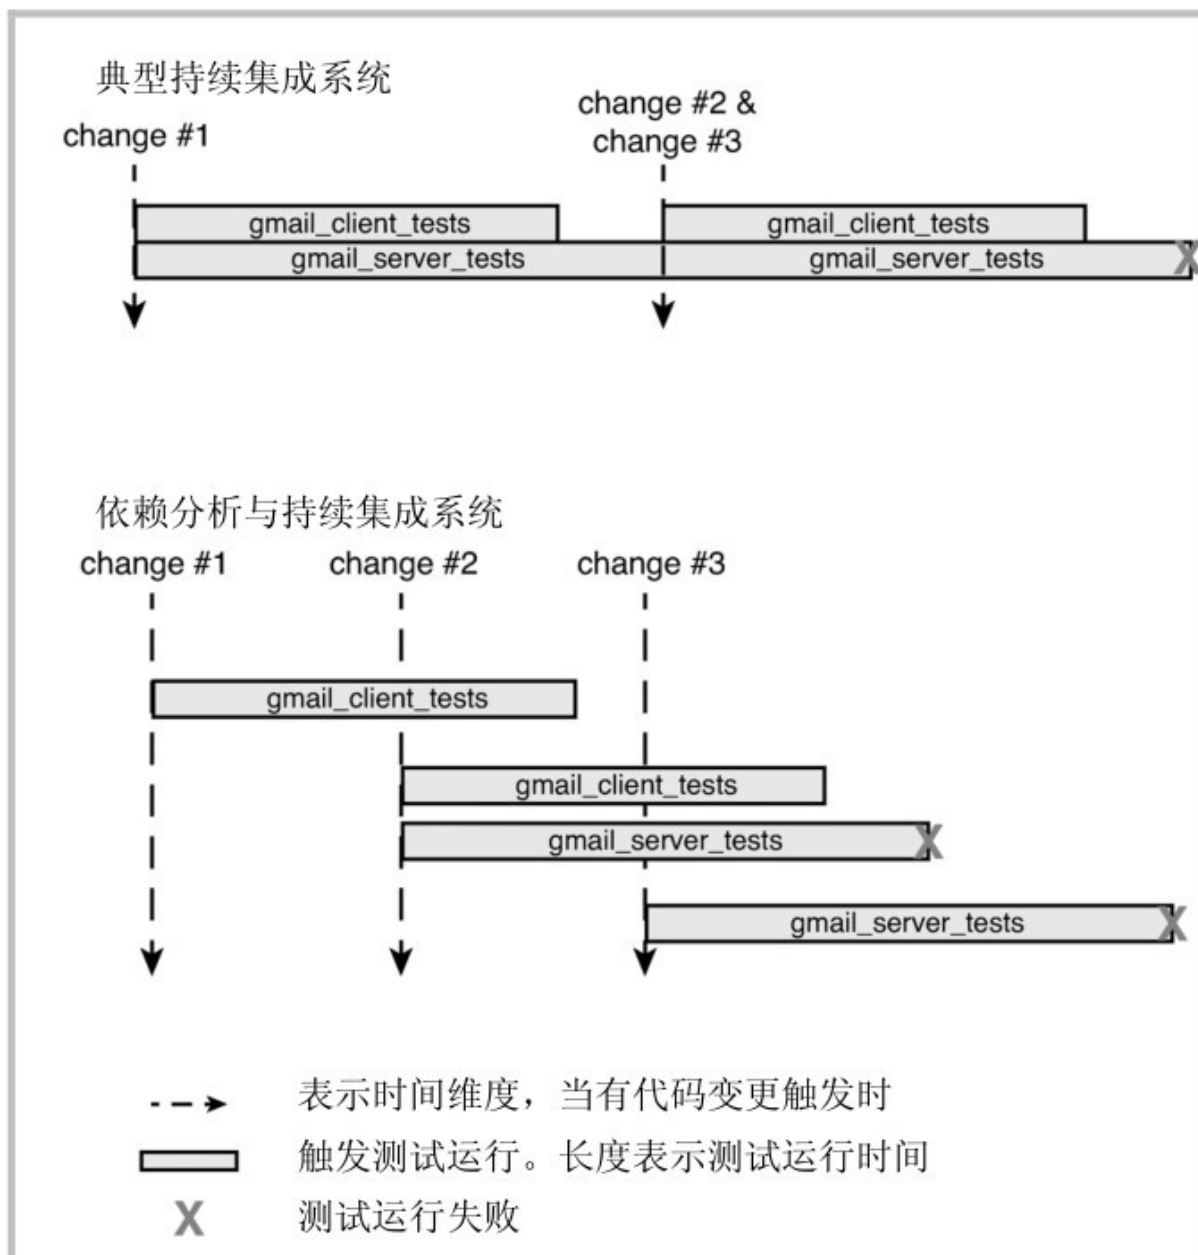 典型持续集成系统
change #1
change #2 &
change #3
gmail_client_tests
gmail_client_tests
gmail_server_tests
gmail_server_tests
X
依赖分析与持续集成系统
change #1
change #2
change #3
gmail_client_tests
gmail_client_tests
gmail_server_tests
X
gmail_server_tests
X
表示时间维度，当有代码变更触发时
触发测试运行。长度表示测试运行时间
X 测试运行失败